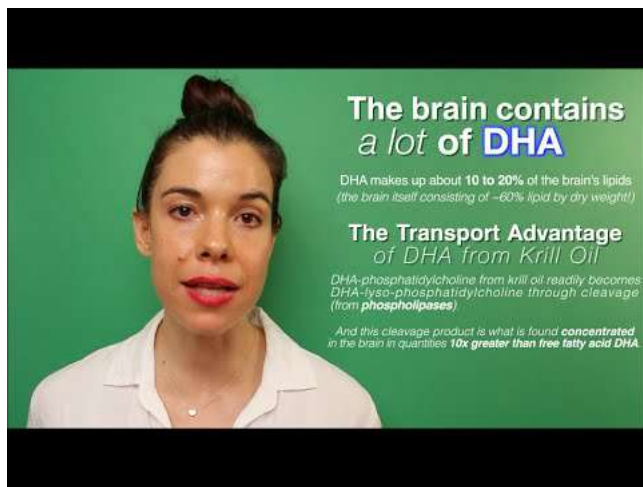 The brain contains
a lot of DHA
DHA makes up about 10 to 20% of the brain's lipids
(the brain itself consisting of ~60% lipid by dry weight!)
The Transport Advantage
of DHA from Krill Oil
DHA-phosphatidylcholine from krill oil readily becomes
DHA-lyso-phosphatidylcholine through cleavage
(from phospholipases).
And this cleavage product is what is found concentrated
in the brain in quantities 10x greater than free fatty acid DHA.